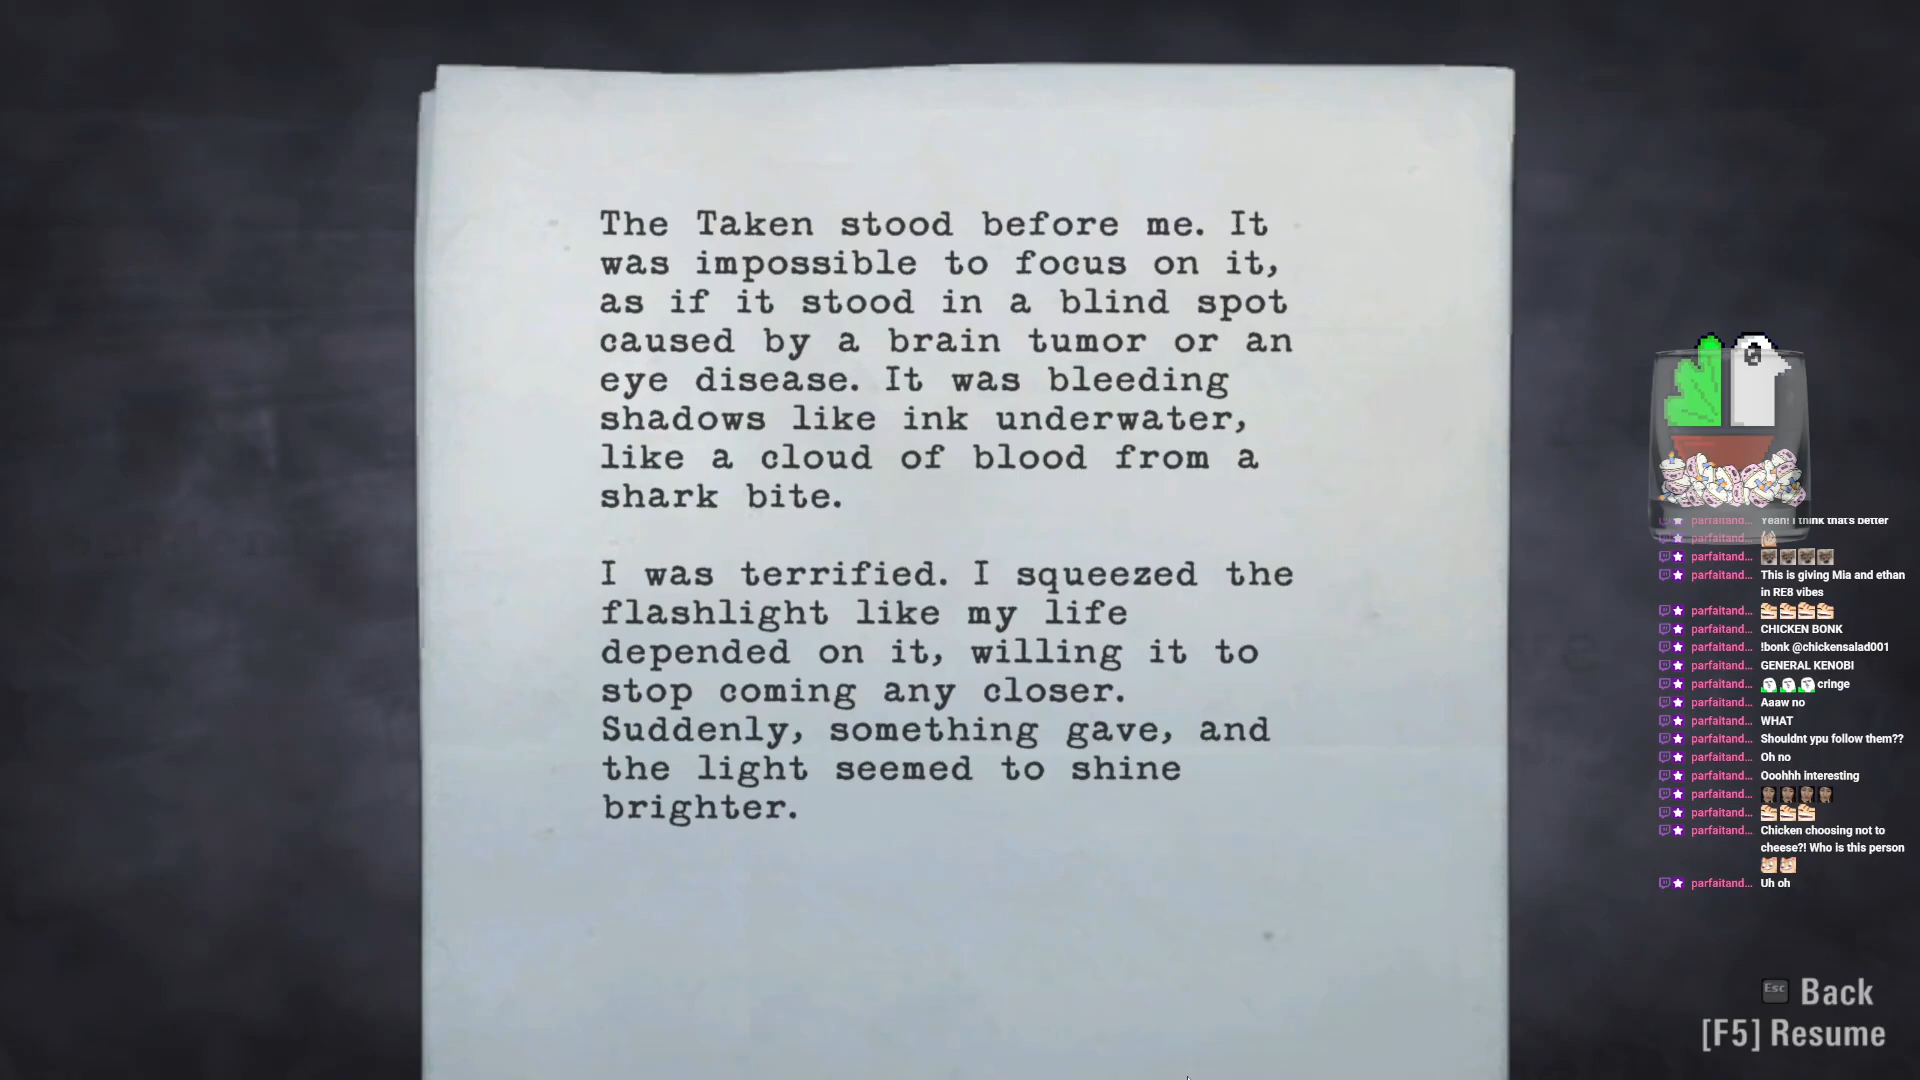 The Taken stood before me. It
was impossible to focus on it,
as if it stood in a blind spot
caused by a brain tumor or an
eye disease. It was bleeding
shadows like ink underwater,
like a cloud of blood from a
shark bite.
I was terrified. I squeezed the
flashlight like my life
depended on it, willing it to
stop coming any closer.
Suddenly, something gave, and
the light seemed to shine
brighter.
parfaitand... Yeah! I think that's better
parfaitand...
parfaitand...
parfaitand... This is giving Mia and ethan
in RE8 vibes
parfaitand...
parfaitand... CHICKEN BONK
parfaitand... !bonk @chickensalad001
parfaitand... GENERAL KENOBI
parfaitand... cringe
parfaitand... Aaaw no
parfaitand... WHAT
parfaitand... Shouldnt ypu follow them??
parfaitand... Oh no
parfaitand... Ooohhh interesting
parfaitand...
parfaitand...
parfaitand... Chicken choosing not to
cheese?! Who is this person
parfaitand... Uh oh
Esc Back
[F5] Resume